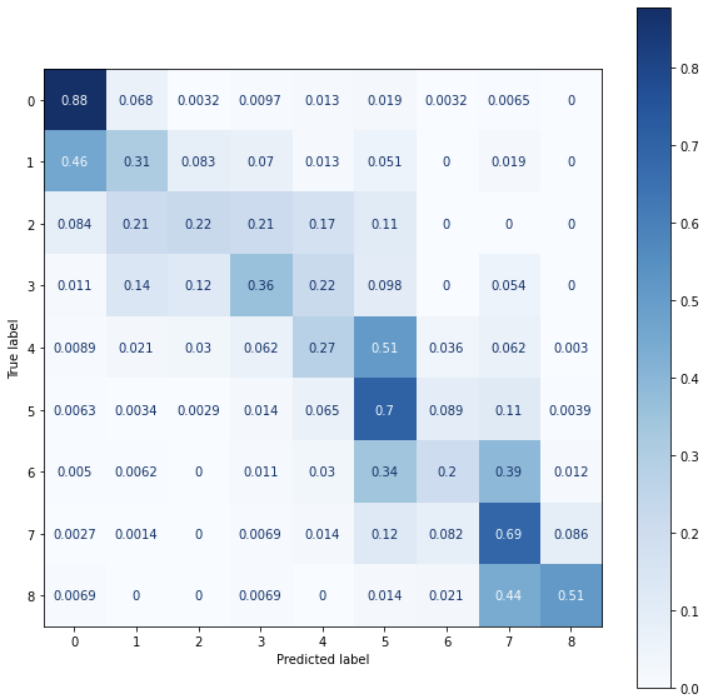 0 0.88 0.068 0.0032 0.0097 0.013 0.019 0.0032 0.0065 0
1 0.46 0.31 0.083 0.07 0.013 0.051 0 0.019 0
2 0.084 0.21 0.22 0.21 0.17 0.11 0 0 0
3 0.011 0.14 0.12 0.36 0.22 0.098 0 0.054 0
4 0.0089 0.021 0.03 0.062 0.27 0.51 0.036 0.062 0.003
5 0.0063 0.0034 0.0029 0.014 0.065 0.7 0.089 0.11 0.0039
6 0.005 0.0062 0 0.011 0.03 0.34 0.2 0.39 0.012
7 0.0027 0.0014 0 0.0069 0.014 0.12 0.082 0.69 0.086
8 0.0069 0 0 0.0069 0 0.014 0.021 0.44 0.51
0 1 2 3 4 5 6 7 8
Predicted label
True label
0.8
0.7
0.6
0.5
0.4
0.3
0.2
0.1
0.0